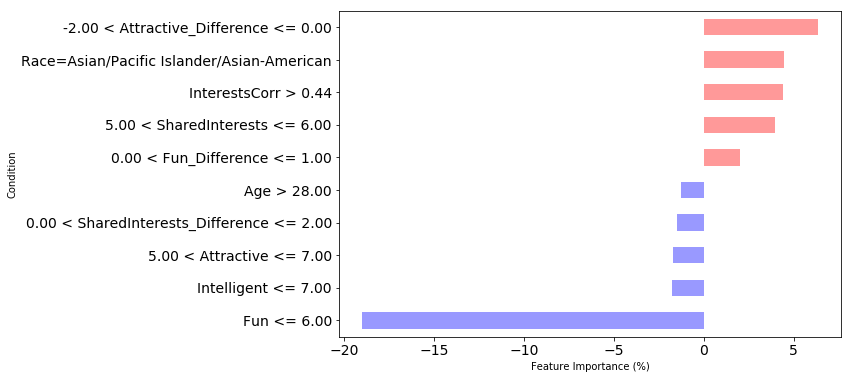 -2.00 < Attractive_Difference <= 0.00
Race=Asian/Pacific Islander/Asian-American
InterestsCorr > 0.44
5.00 < SharedInterests <= 6.00
0.00 < Fun_Difference <= 1.00
Age > 28.00
0.00 < SharedInterests_Difference <= 2.00
5.00 < Attractive <= 7.00
Intelligent <= 7.00
Fun <= 6.00
Condition
−20 −15 −10 −5 0 5
Feature Importance (%)